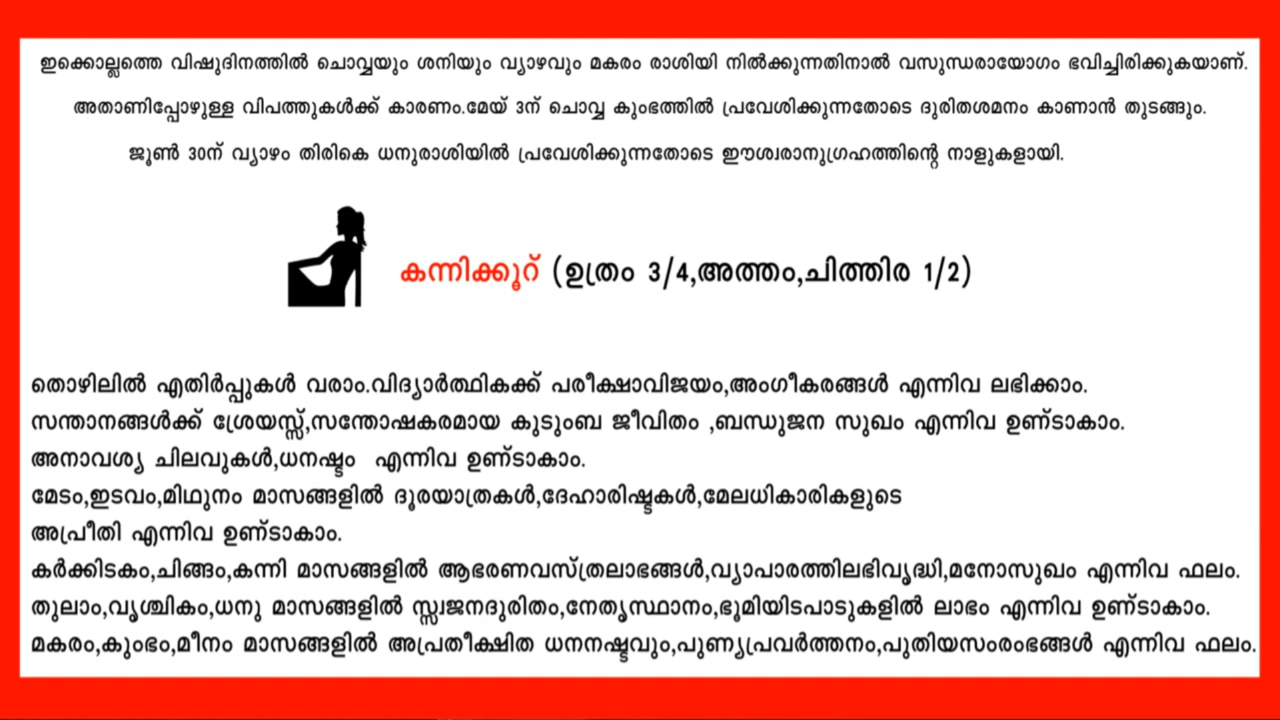 ഇക്കൊല്ലത്തെ വിഷുദിനത്തിൽ ചൊവ്വയും ശനിയും വ്യാഴവും മകരം രാശിയി നിൽക്കുന്നതിനാൽ വസുന്ധരായോഗം ഭവിച്ചിരിക്കുകയാണ്.
അതാണിപ്പോഴുള്ള വിപത്തുകൾക്ക് കാരണം.മേയ് 3ന് ചൊവ്വ കുംഭത്തിൽ പ്രവേശിക്കുന്നതോടെ ദുരിതശമനം കാണാൻ തുടങ്ങും.
ജൂൺ 30ന് വ്യാഴം തിരികെ ധനുരാശിയിൽ പ്രവേശിക്കുന്നതോടെ ഈശ്വരാനുഗ്രഹത്തിന്റെ നാളുകളായി.
കന്നിക്കൂറ് (ഉത്രം 3/4,അത്തം,ചിത്തിര 1/2)
തൊഴിലിൽ എതിർപ്പുകൾ വരാം.വിദ്യാർത്ഥികക്ക് പരീക്ഷാവിജയം,അംഗീകരങ്ങൾ എന്നിവ ലഭിക്കാം.
സന്താനങ്ങൾക്ക് ശ്രേയസ്സ്,സന്തോഷകരമായ കുടുംബ ജീവിതം ,ബന്ധുജന സുഖം എന്നിവ ഉണ്ടാകാം.
അനാവശ്യ ചിലവുകൾ,ധനഷ്ടം എന്നിവ ഉണ്ടാകാം.
മേടം,ഇടവം,മിഥുനം മാസങ്ങളിൽ ദൂരയാത്രകൾ,ദേഹാരിഷ്ടകൾ,മേലധികാരികളുടെ
അപ്രീതി എന്നിവ ഉണ്ടാകാം.
കർക്കിടകം,ചിങ്ങം,കന്നി മാസങ്ങളിൽ ആഭരണവസ്ത്രലാഭങ്ങൾ,വ്യാപാരത്തിലഭിവൃദ്ധി,മനോസുഖം എന്നിവ ഫലം.
തുലാം,വൃശ്ചികം,ധനു മാസങ്ങളിൽ സ്സ്വജനദുരിതം,നേതൃസ്ഥാനം,ഭൂമിയിടപാടുകളിൽ ലാഭം എന്നിവ ഉണ്ടാകാം.
മകരം,കുംഭം,മീനം മാസങ്ങളിൽ അപ്രതീക്ഷിത ധനനഷ്ടവും,പുണ്യപ്രവർത്തനം,പുതിയസംരംഭങ്ങൾ എന്നിവ ഫലം.